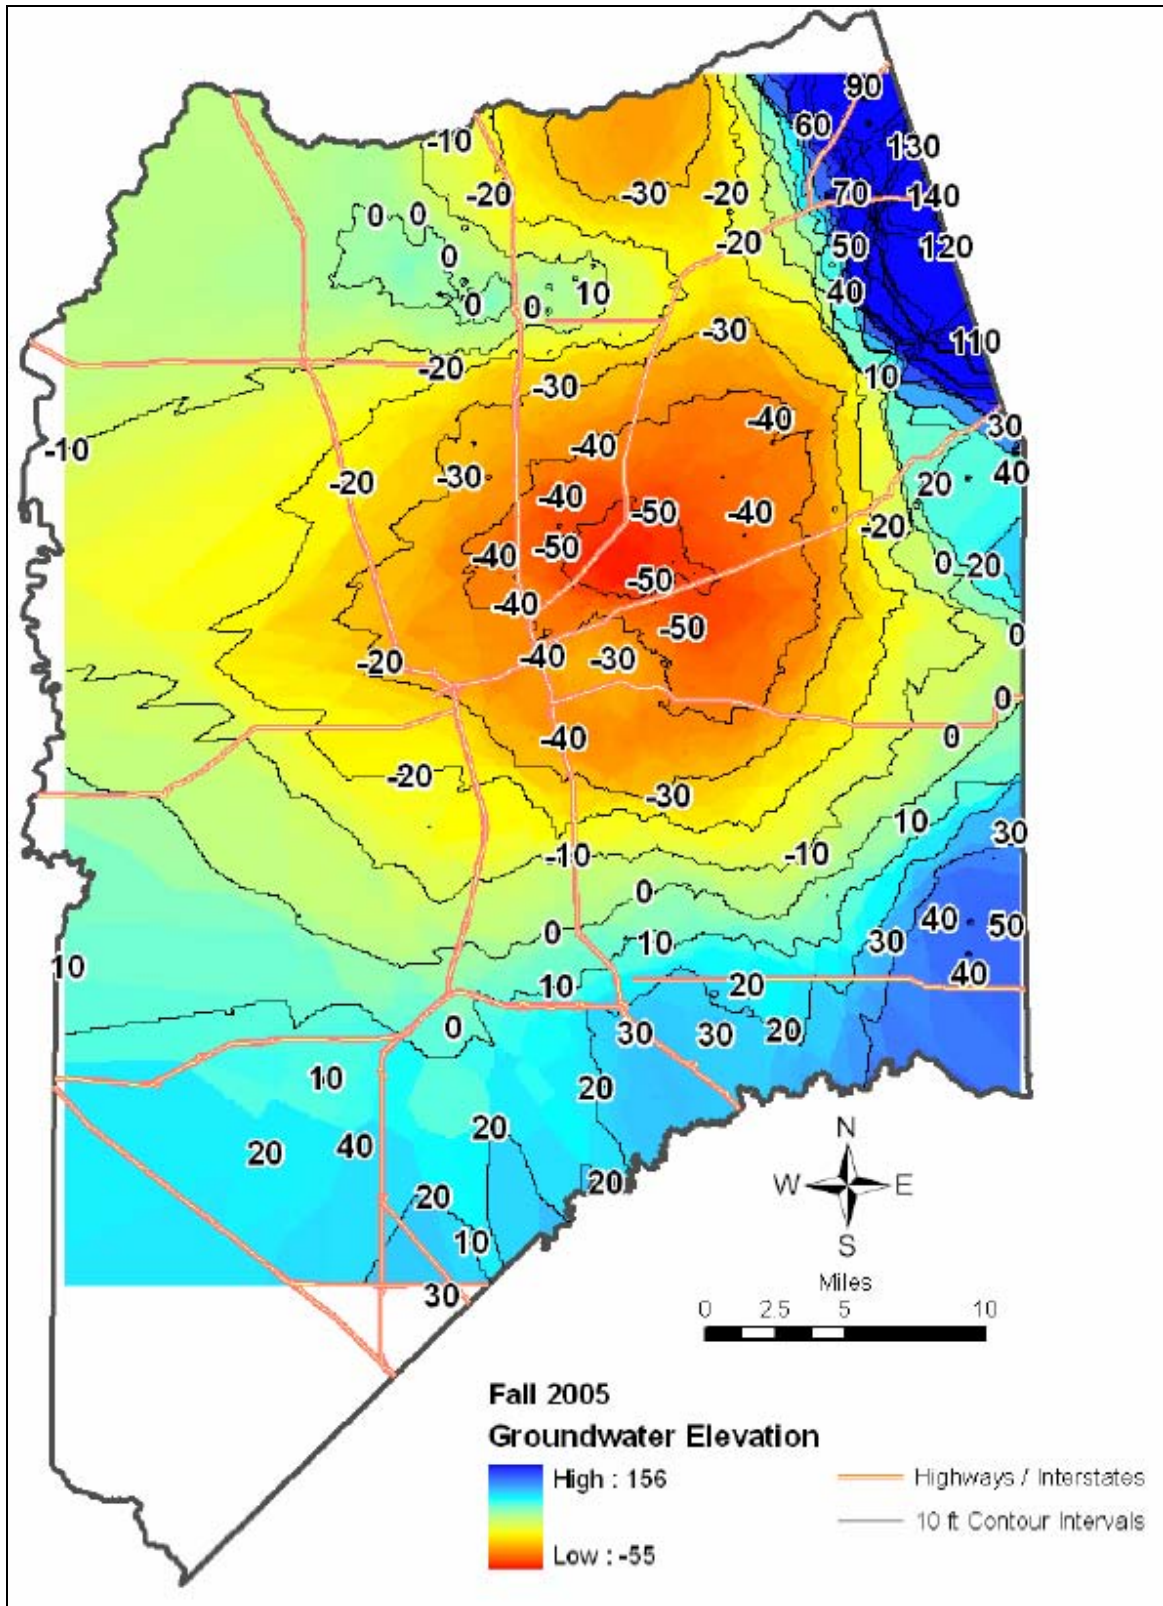 90
60
-10
130
-20 -30 -20 70 140
0 0
-20 50 120
0
40
0 0 10
-30 110
-20 10
-30
-40 30
-10 -40
-20 -30 20 40
-40 -50 -40
-20
-50
-40 0 20
-50
-40
-50 0
-20 -40 -30
0
-40 0
-20
-30
10 30
-10 -10
0
40 50
0 10 30
10 40
10 20
0 30 30 20
10 20
20
20 40
20 20
10
30
N
W E
S
Miles
0 2.5 5 10
Fall 2005
Groundwater Elevation
High : 156
Low : -55
Highways / Interstates
10 ft Contour Intervals